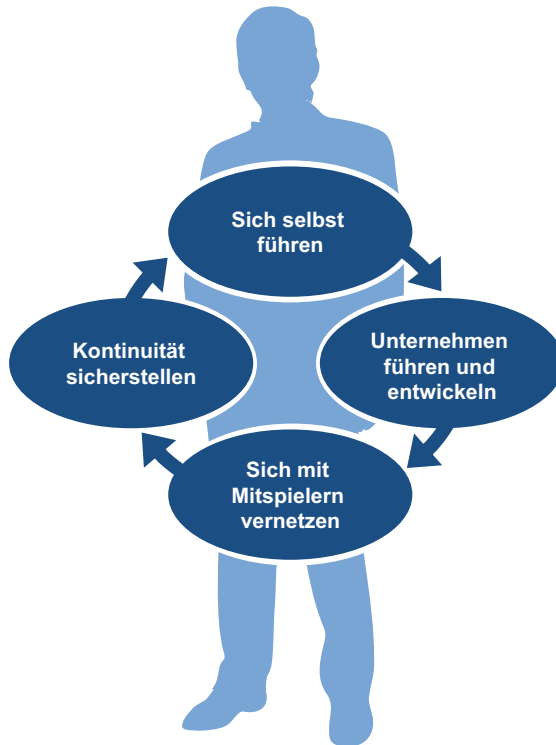 Sich selbst
führen
Unternehmen
führen und
entwickeln
Sich mit
Mitspielern
vernetzen
Kontinuität
sicherstellen